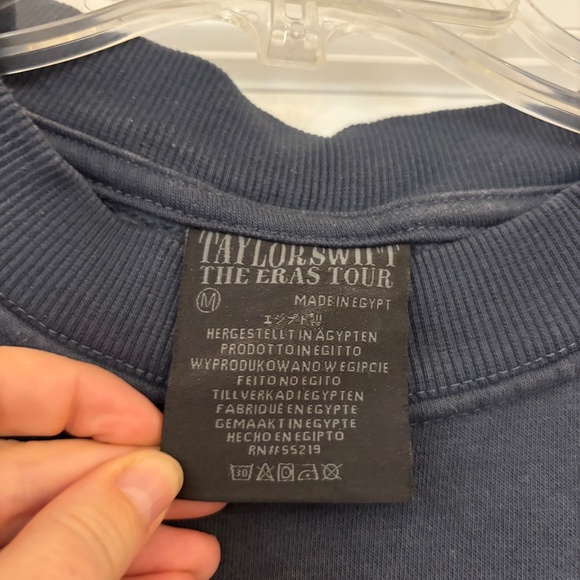 TAYLOR SWIFT
THE ERAS TOUR
M MADE IN EGYPT
エジプト製
HERGESTELLT IN ÄGYPTEN
PRODOTTO IN EGITTO
WYPRODUKOWANO W EGIPCIE
FEITO NO EGITO
TILLVERKAD I EGYPTEN
FABRIQUÉ EN EGYPTE
GEMAAKT IN EGYPTE
HECHO EN EGIPTO
RN#55219
30